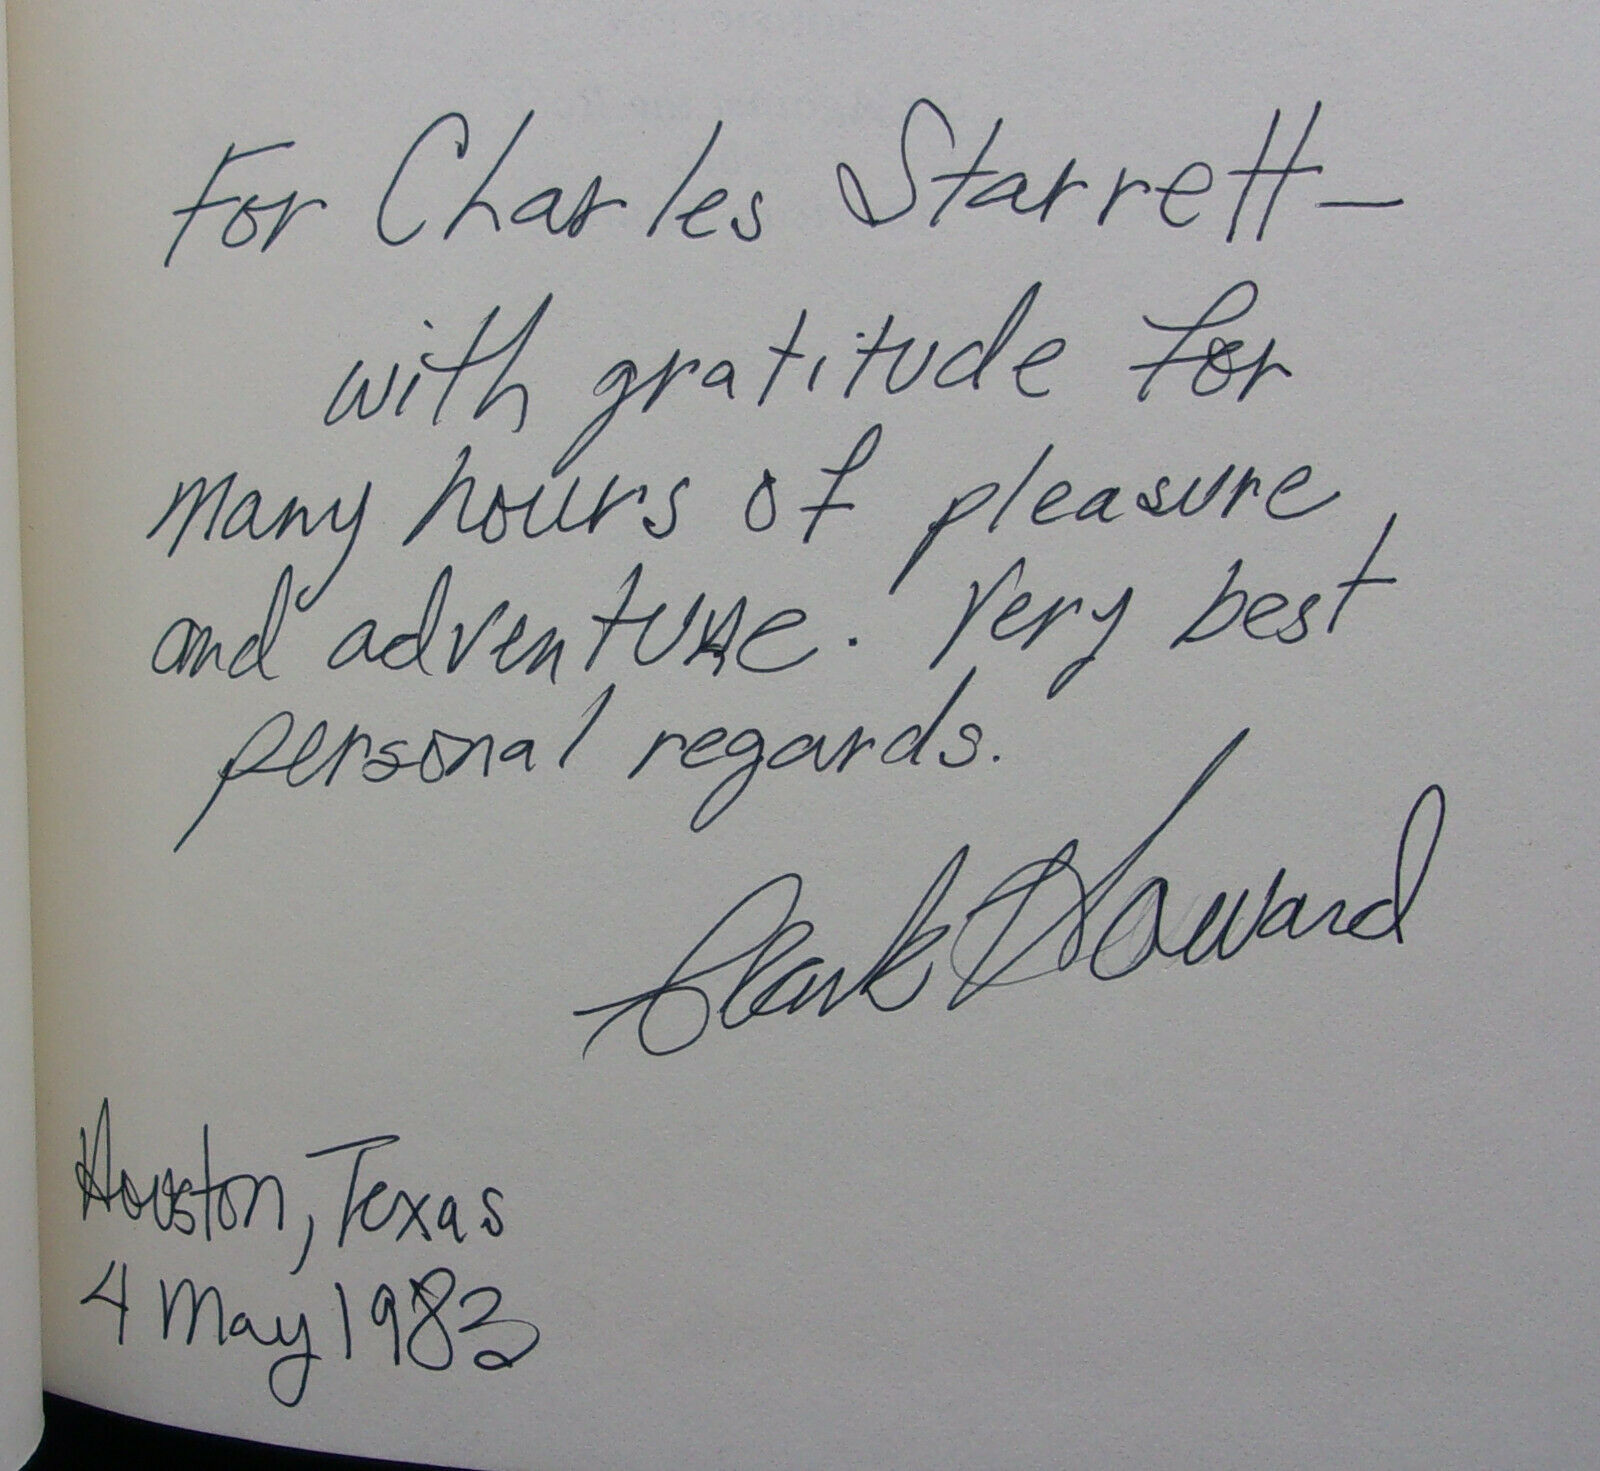 For Charles Starrett—
with gratitude for
many hours of pleasure
and adventure. Very best
personal regards.
Clark Howard
Houston, Texas
4 May 1983